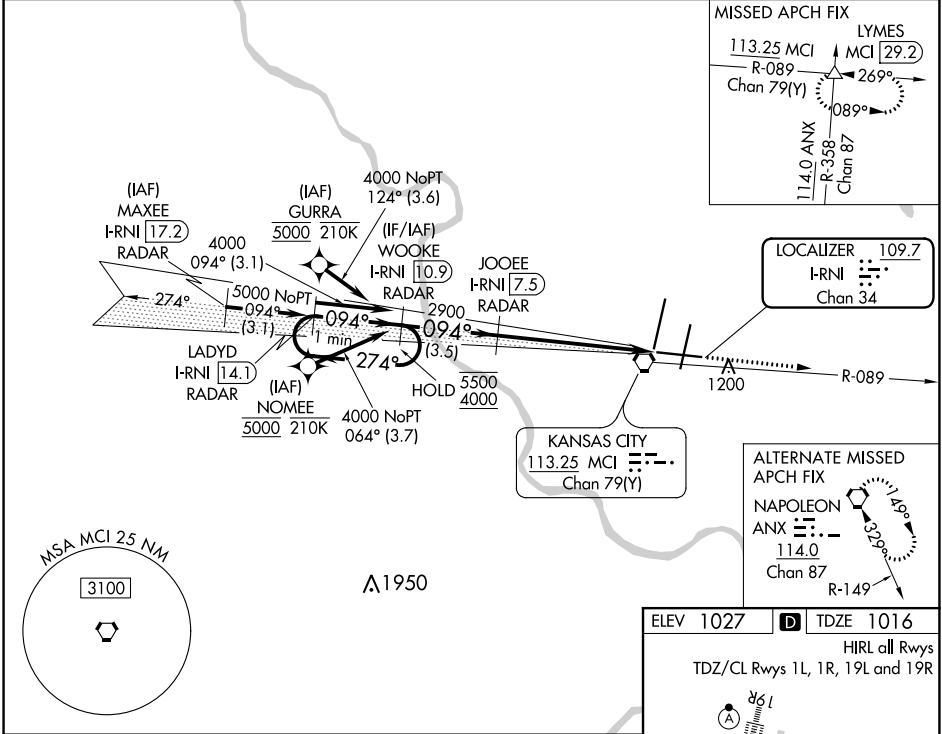 MISSED APCH FIX
LYMES
113.25 MCI
MCI 29.2
R-089
269°
Chan 79(Y)
089°
114.0 ANX
R-358
Chan 87
(IAF)
MAXEE
I-RNI 17.2
RADAR
(IAF)
GURRA
5000 210K
4000 NoPT
124° (3.6)
4000
094° (3.1)
(IF/IAF)
WOOKE
I-RNI 10.9
RADAR
JOOEE
I-RNI 7.5
RADAR
LOCALIZER 109.7
I-RNI
Chan 34
274°
5000 NoPT
094°
(3.1)
094°
1 min
2900
094°
(3.5)
LADYD
I-RNI 14.1
RADAR
274°
HOLD
5500
4000
(IAF)
NOMEE
5000 210K
4000 NoPT
064° (3.7)
1200
R-089
KANSAS CITY
113.25 MCI
Chan 79(Y)
ALTERNATE MISSED
APCH FIX
NAPOLEON
ANX
114.0
Chan 87
149°
329°
R-149
MSA MCI 25 NM
3100
1950
ELEV 1027 D TDZE 1016
HIRL all Rwys
TDZ/CL Rwys 1L, 1R, 19L and 19R
19R
A